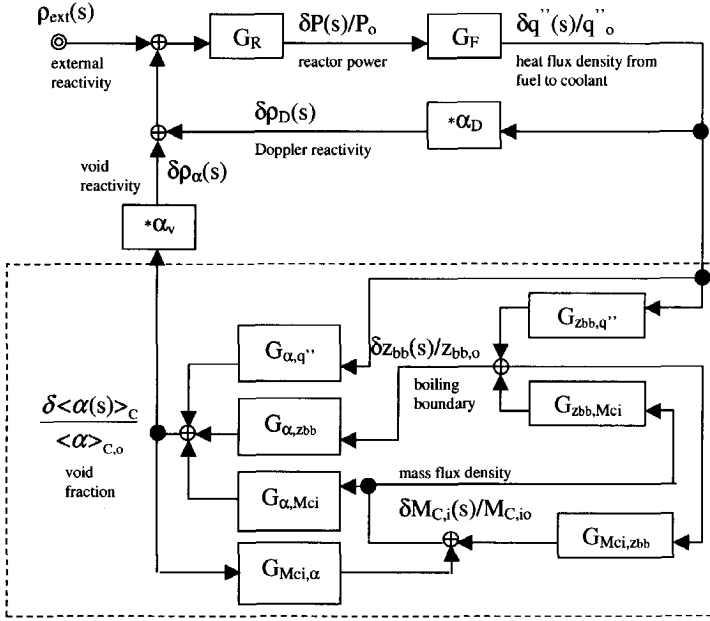 ρext(s)
external
reactivity
GR
δP(s)/Po
reactor power
GF
δq''(s)/q''o
heat flux density from
fuel to coolant
δρD(s)
Doppler reactivity
*αD
void
reactivity
δρα(s)
*αv
Gα,q''
δzbb(s)/zbb,o
boiling
boundary
Gzbb,q''
Gzbb,Mci
δ<α(s)>C
<α>C,o
void
fraction
Gα,zbb
Gα,Mci
mass flux density
δMC,i(s)/MC,io
GMci,zbb
GMci,α